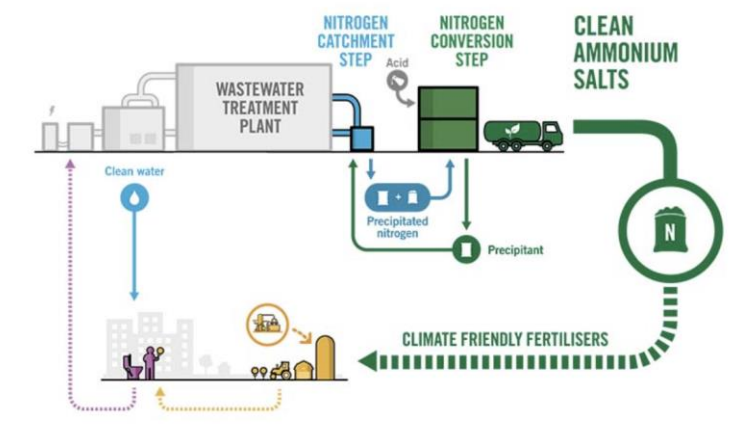 NITROGEN
CATCHMENT
STEP
NITROGEN
CONVERSION
STEP
CLEAN
AMMONIUM
SALTS
Acid
WASTEWATER
TREATMENT
PLANT
Clean water
+
Precipitated
nitrogen
Precipitant
N
CLIMATE FRIENDLY FERTILISERS